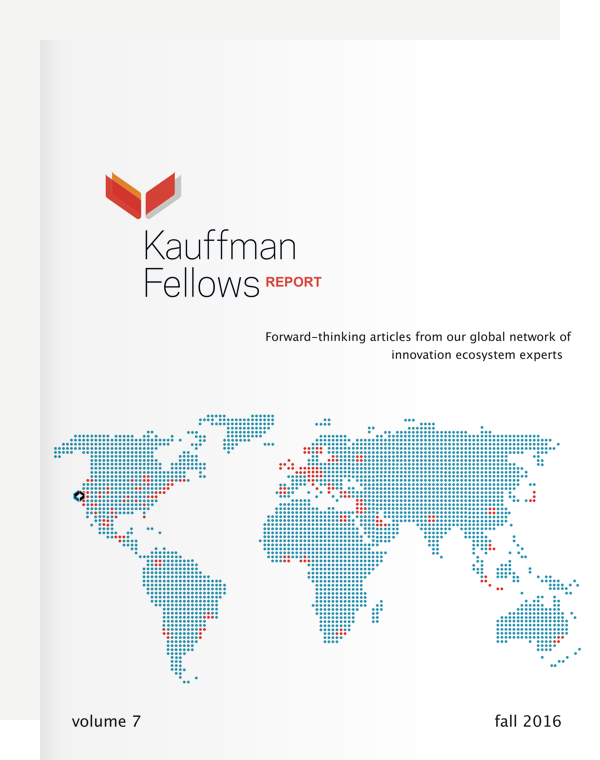 Kauffman
Fellows REPORT
Forward-thinking articles from our global network of
innovation ecosystem experts
volume 7
fall 2016